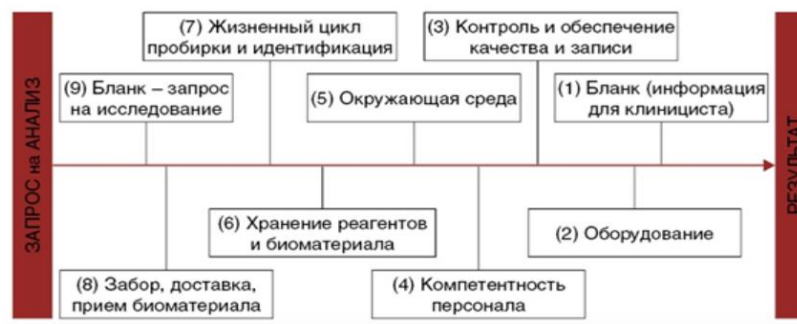 ЗАПРОС на АНАЛИЗ
(7) Жизненный цикл
пробирки и идентификация
(3) Контроль и обеспечение
качества и записи
(9) Бланк – запрос
на исследование
(5) Окружающая среда
(1) Бланк (информация
для клинициста)
(6) Хранение реагентов
и биоматериала
(2) Оборудование
(8) Забор, доставка,
прием биоматериала
(4) Компетентность
персонала
РЕЗУЛЬТАТ